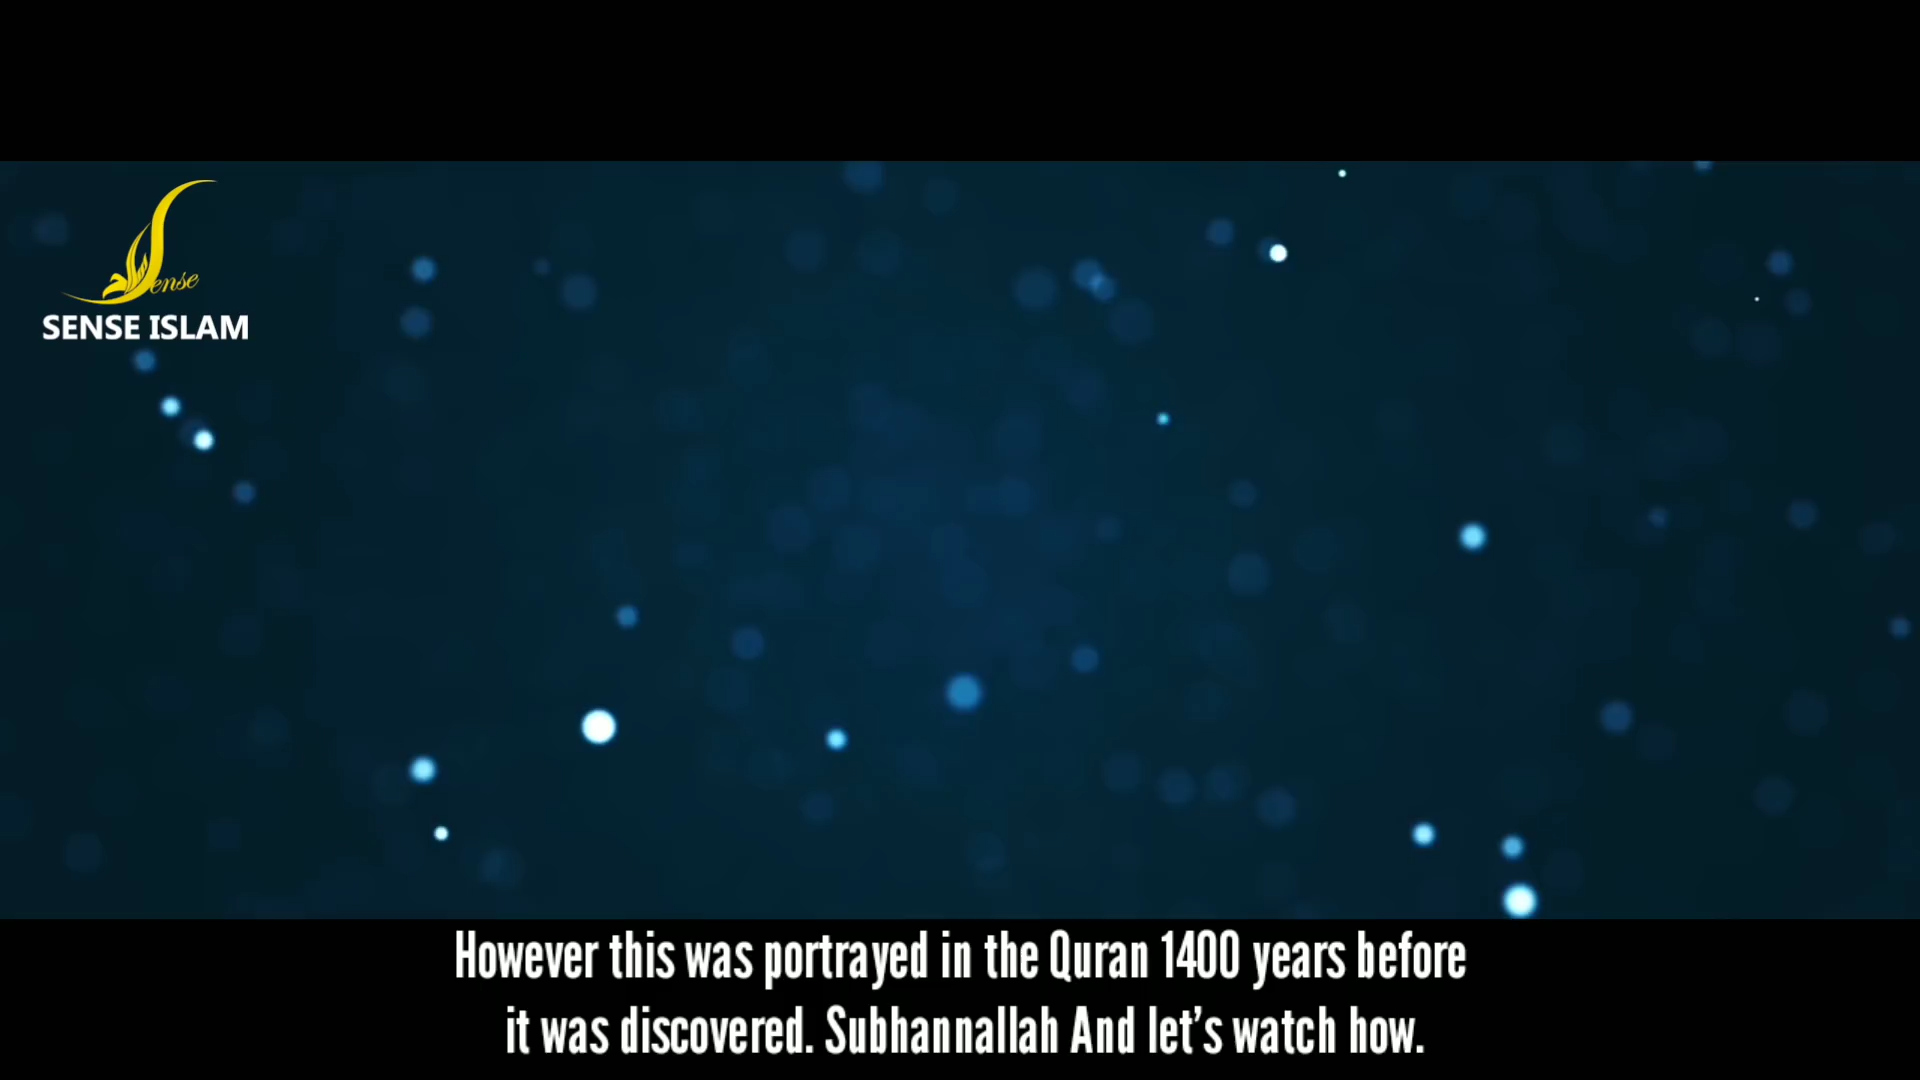 ense
SENSE ISLAM
However this was portrayed in the Quran 1400 years before
it was discovered. Subhannallah And let's watch how.